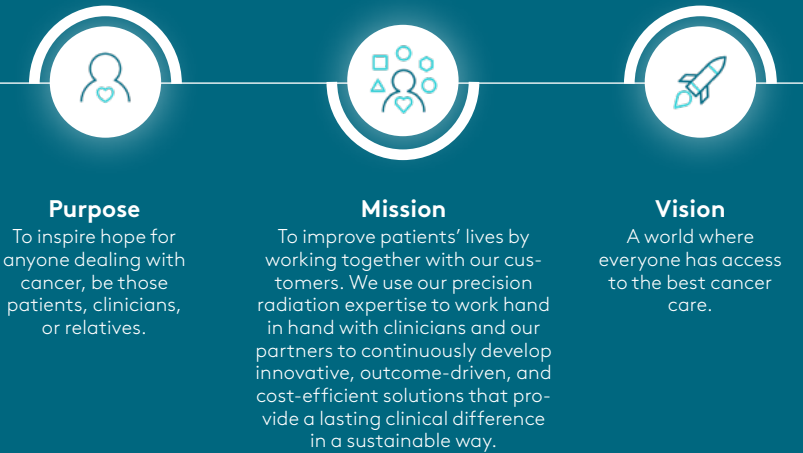 Purpose
To inspire hope for
anyone dealing with
cancer, be those
patients, clinicians,
or relatives.
Mission
To improve patients’ lives by
working together with our cus-
tomers. We use our precision
radiation expertise to work hand
in hand with clinicians and our
partners to continuously develop
innovative, outcome-driven, and
cost-efficient solutions that pro-
vide a lasting clinical difference
in a sustainable way.
Vision
A world where
everyone has access
to the best cancer
care.